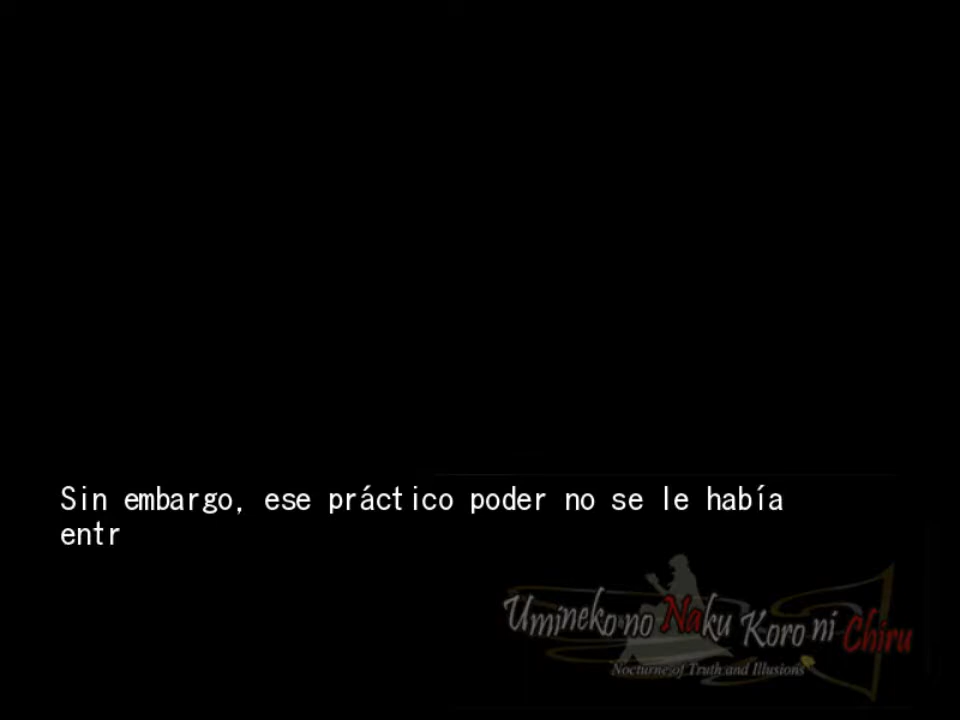 Sin embargo, ese práctico poder no se le había
entr
Umineko no Naku Koro ni Chiru
Nocturne of Truth and Illusions